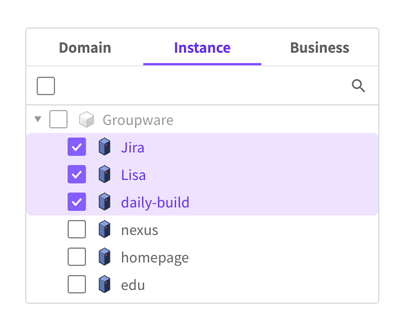 Domain Instance Business
Groupware
Jira
Lisa
daily-build
nexus
homepage
edu